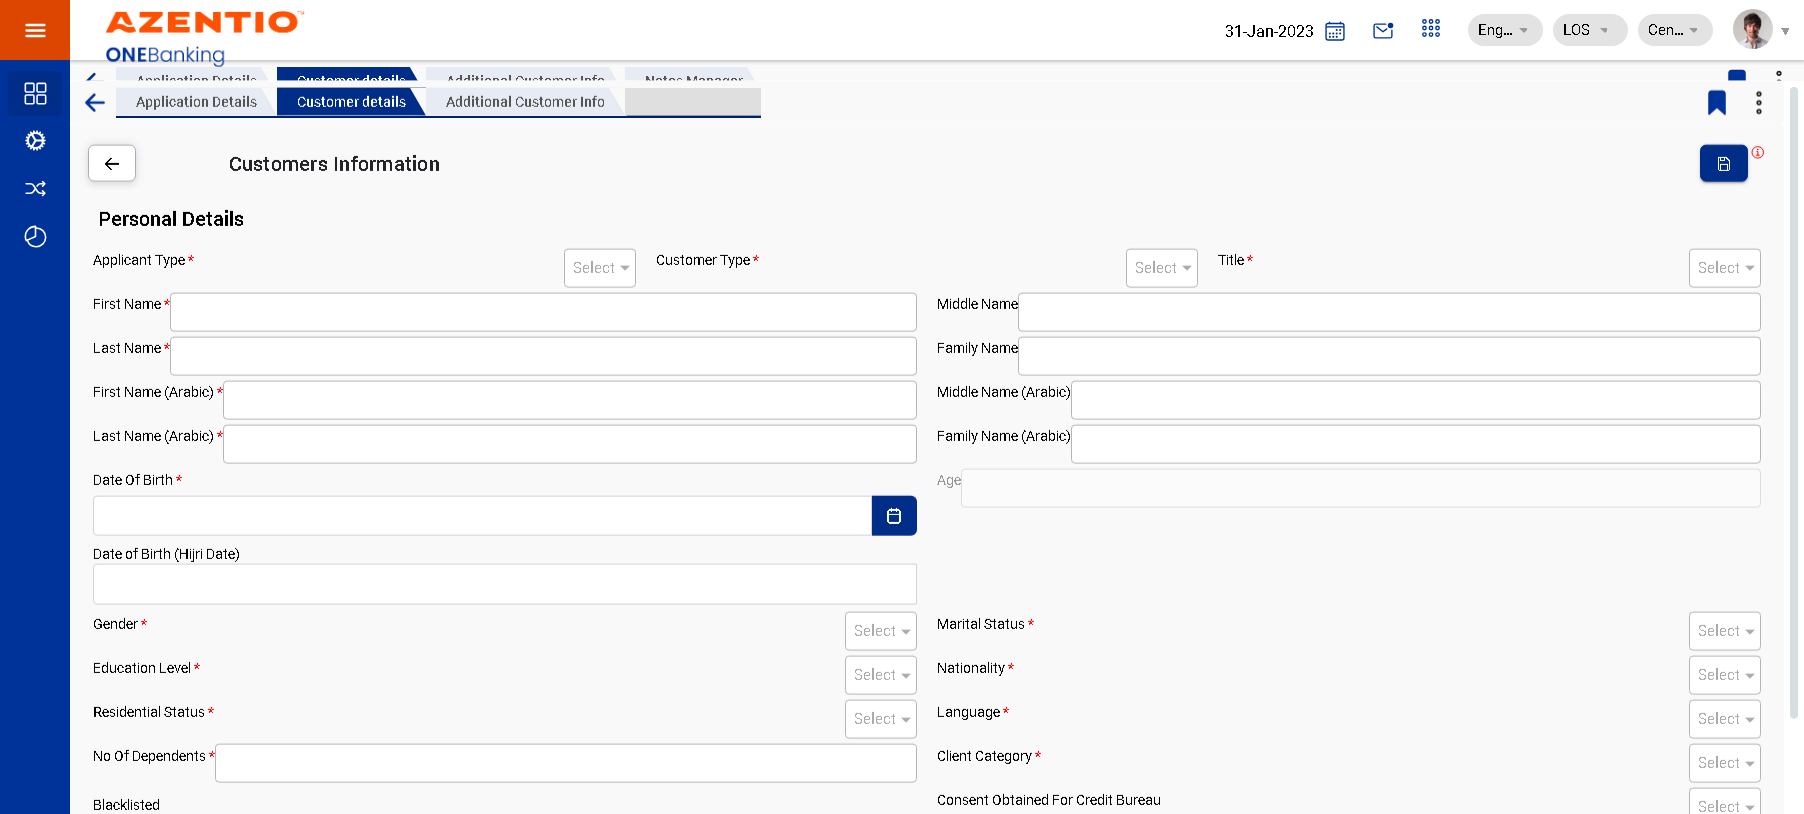 AZENTIO™
ONEBanking
31-Jan-2023
Eng...
LOS
Cen...
Application Details
Customer details
Additional Customer Info
Notes Manager
Application Details
Customer details
Additional Customer Info
Customers Information
Personal Details
Applicant Type *
Select
Customer Type *
Select
Title *
Select
First Name *
Middle Name
Last Name *
Family Name
First Name (Arabic) *
Middle Name (Arabic)
Last Name (Arabic) *
Family Name (Arabic)
Date Of Birth *
Age
Date of Birth (Hijri Date)
Gender *
Select
Marital Status *
Select
Education Level *
Select
Nationality *
Select
Residential Status *
Select
Language *
Select
No Of Dependents *
Client Category *
Select
Blacklisted
Consent Obtained For Credit Bureau
Select